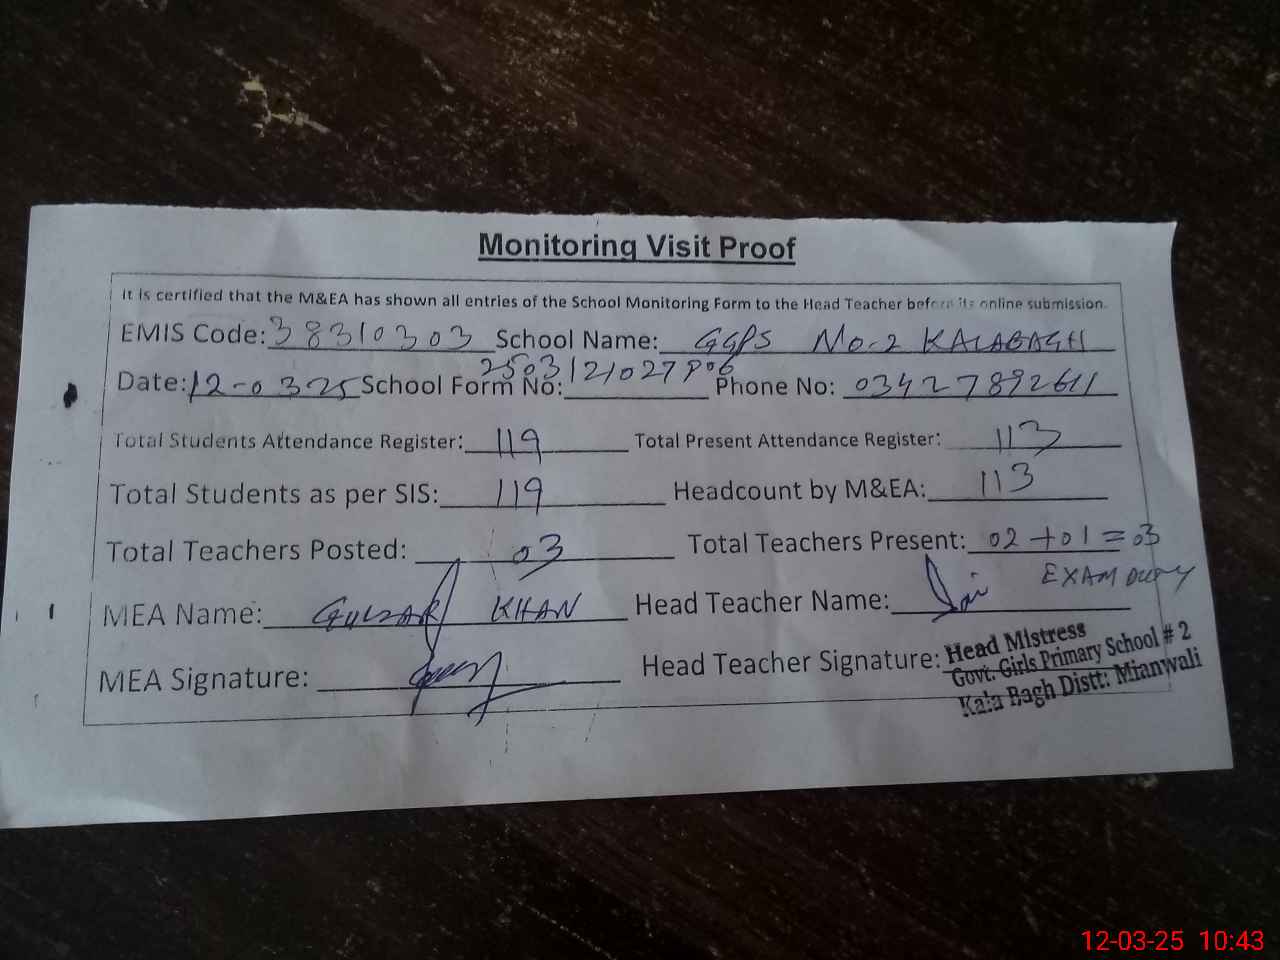 Monitoring Visit Proof
It is certified that the M&EA has shown all entries of the School Monitoring Form to the Head Teacher before its online submission.
EMIS Code: 38310303 School Name: GGPS No-2 KALABAGH
Date: 12-03-25 School Form No: 2503121027906 Phone No: 03427892611
Total Students Attendance Register: 119 Total Present Attendance Register: 113
Total Students as per SIS: 119 Headcount by M&EA: 113
Total Teachers Posted: 03 Total Teachers Present: 02+01=03
EXAM Duty
MEA Name: GULZAR KHAN Head Teacher Name:
MEA Signature: Head Teacher Signature:
Head Mistress
Govt. Girls Primary School # 2
Kala Bagh Distt: Mianwali
12-03-25 10:43